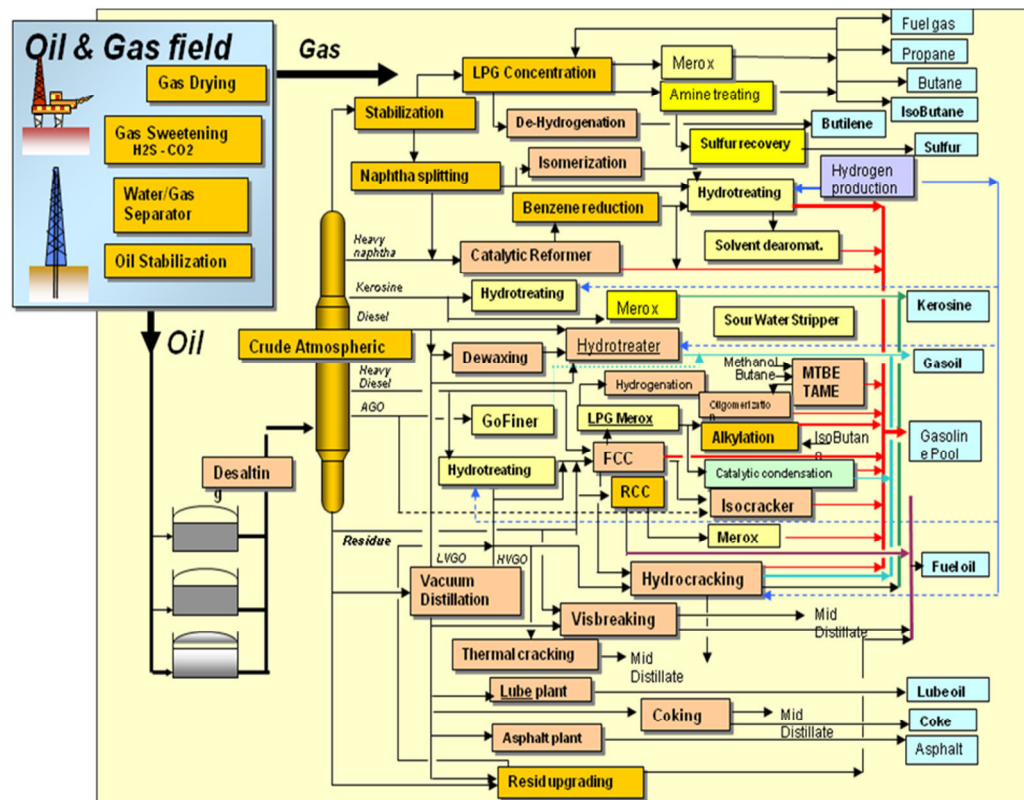 Oil & Gas field
Gas Drying
Gas Sweetening
H2S - CO2
Water/Gas
Separator
Oil Stabilization
Gas
Oil
LPG Concentration
Merox
Amine treating
Stabilization
De-Hydrogenation
Sulfur recovery
Isomerization
Naphtha splitting
Hydrotreating
Hydrogen
production
Benzene reduction
Solvent dearomat.
Heavy
naphtha
Catalytic Reformer
Kerosine
Hydrotreating
Merox
Sour Water Stripper
Diesel
Crude Atmospheric
Hydrotreater
Dewaxing
Methanol
Butane
MTBE
TAME
Heavy
Diesel
Hydrogenation
Oligomerizatio
n
AGO
GoFiner
LPG Merox
Alkylation
IsoButan
FCC
Hydrotreating
Catalytic condensation
RCC
Isocracker
Desaltin
g
Merox
Residue
LVGO
HVGO
Vacuum
Distillation
Hydrocracking
Visbreaking
Mid
Distillate
Thermal cracking
Mid
Distillate
Lube plant
Coking
Mid
Distillate
Asphalt plant
Resid upgrading
Fuel gas
Propane
Butane
IsoButane
Butilene
Sulfur
Kerosine
Gasoil
Gasolin
e Pool
Fuel oil
Lube oil
Coke
Asphalt